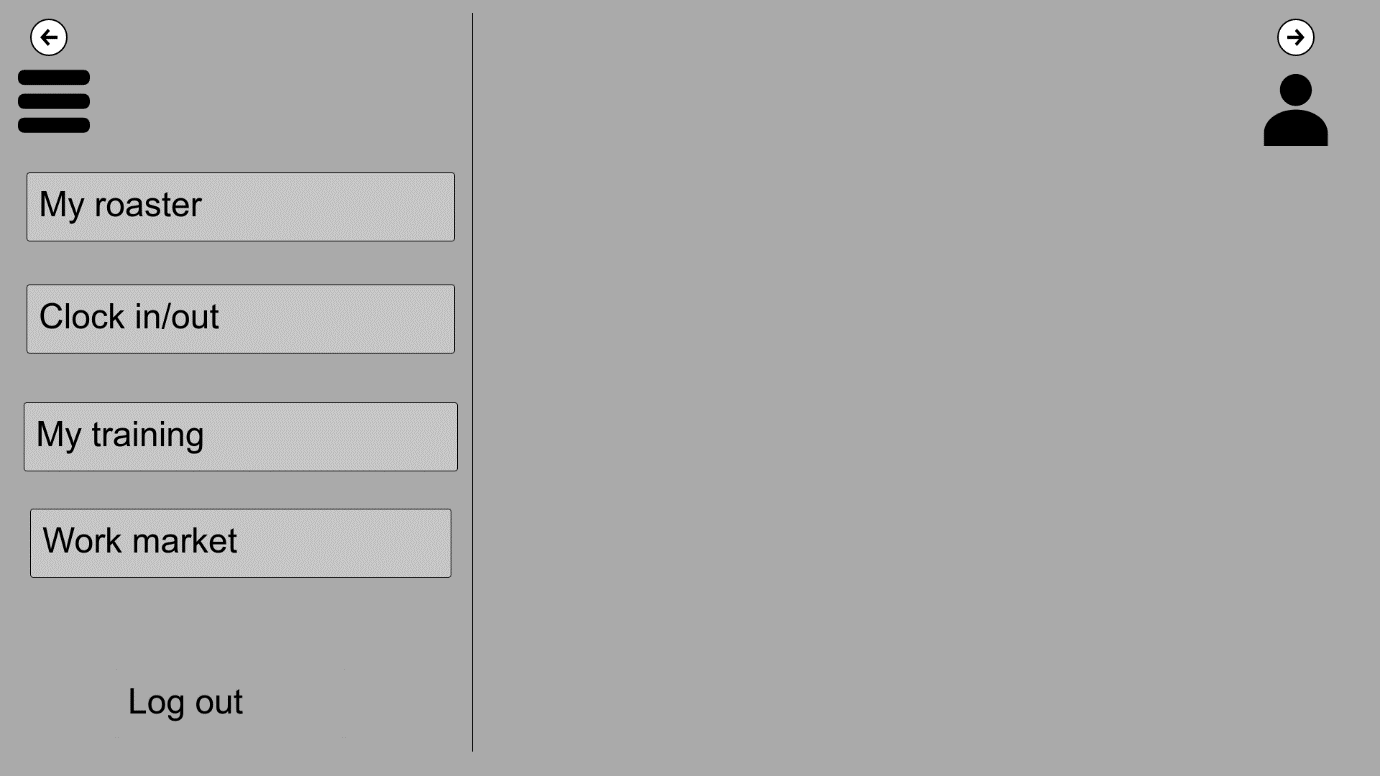 My roaster
Clock in/out
My training
Work market
Log out